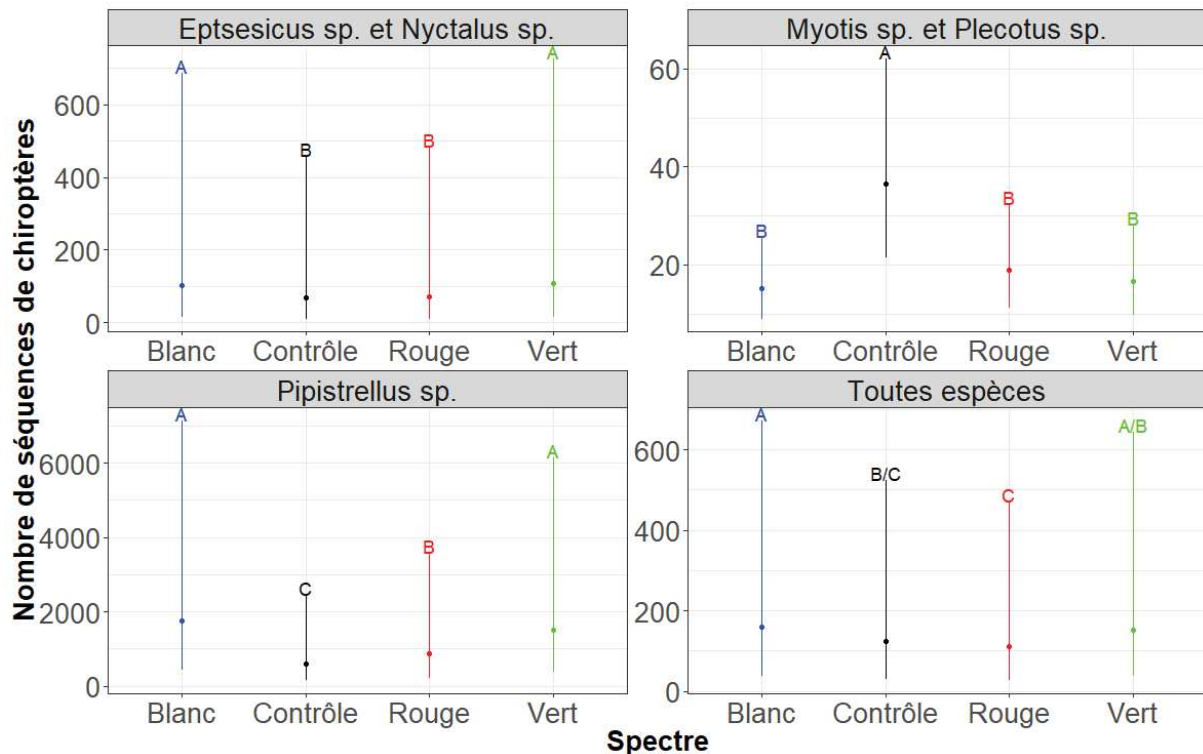 Eptsesicus sp. et Nyctalus sp.
Myotis sp. et Plecotus sp.
Nombre de séquences de chiroptères
A
B
B
A
600
400
200
0
Blanc Contrôle Rouge Vert
B
A
B
B
60
40
20
Blanc Contrôle Rouge Vert
Pipistrellus sp.
Toutes espèces
A
C
B
A
6000
4000
2000
0
Blanc Contrôle Rouge Vert
A
B/C
C
A/B
600
400
200
0
Blanc Contrôle Rouge Vert
Spectre